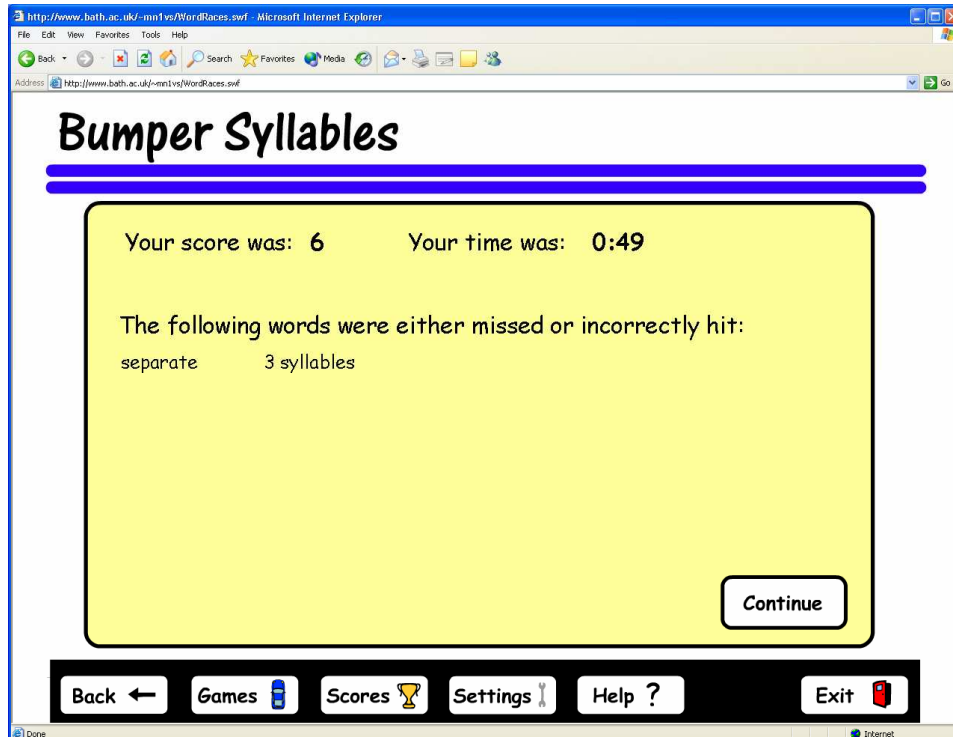 http://www.bath.ac.uk/~mn1vs/WordRaces.swf - Microsoft Internet Explorer
File Edit View Favorites Tools Help
Back Search Favorites Media
Address http://www.bath.ac.uk/~mn1vs/WordRaces.swf Go
Bumper Syllables
Your score was: 6 Your time was: 0:49
The following words were either missed or incorrectly hit:
separate 3 syllables
Continue
Back Games Scores Settings Help ? Exit
Done Internet